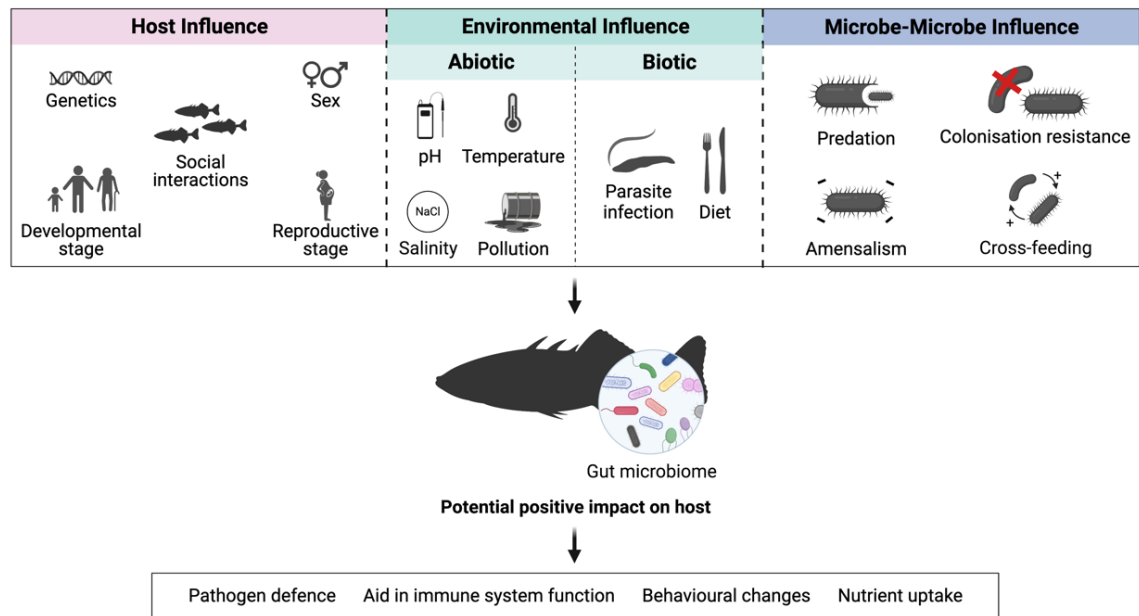 Host Influence
Environmental Influence
Microbe-Microbe Influence
Abiotic
Biotic
Genetics
Sex
Social
interactions
Developmental
stage
Reproductive
stage
pH
Temperature
NaCl
Salinity
Pollution
Parasite
infection
Diet
Predation
Colonisation resistance
Amensalism
+
+
Cross-feeding
Gut microbiome
Potential positive impact on host
Pathogen defence
Aid in immune system function
Behavioural changes
Nutrient uptake